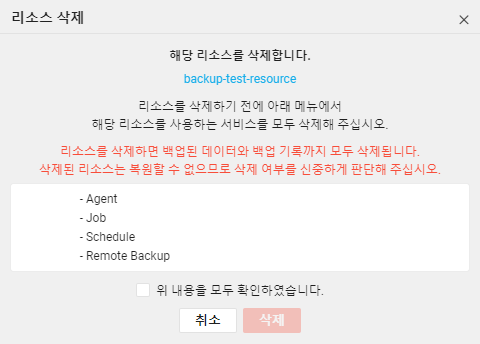 리소스 삭제
해당 리소스를 삭제합니다.
backup-test-resource
리소스를 삭제하기 전에 아래 메뉴에서
해당 리소스를 사용하는 서비스를 모두 삭제해 주십시오.
리소스를 삭제하면 백업된 데이터와 백업 기록까지 모두 삭제됩니다.
삭제된 리소스는 복원할 수 없으므로 삭제 여부를 신중하게 판단해 주십시오.
- Agent
- Job
- Schedule
- Remote Backup
위 내용을 모두 확인하였습니다.
취소 삭제